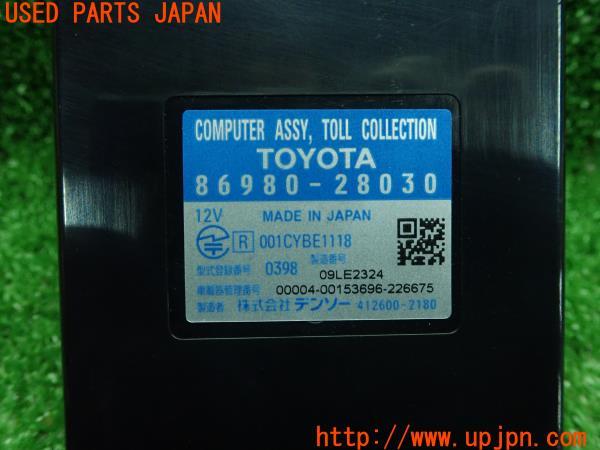 USED PARTS JAPAN
COMPUTER ASSY, TOLL COLLECTION
TOYOTA
86980-28030
12V MADE IN JAPAN
R 001CYBE1118
型式登録番号 0398 製造番号 09LE2324
車載器管理番号 00004-00153696-226675
製造者 株式会社 デンソー 412600-2180
http://www.upjpn.com/